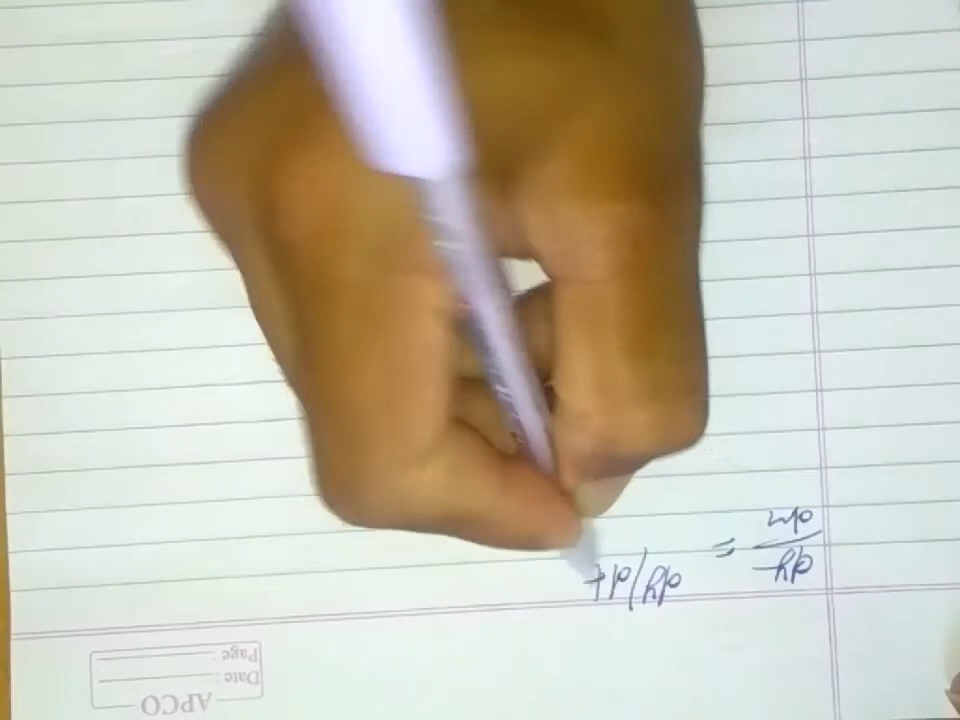 APCO
Date :
Page :
dy/dx = dy/dt